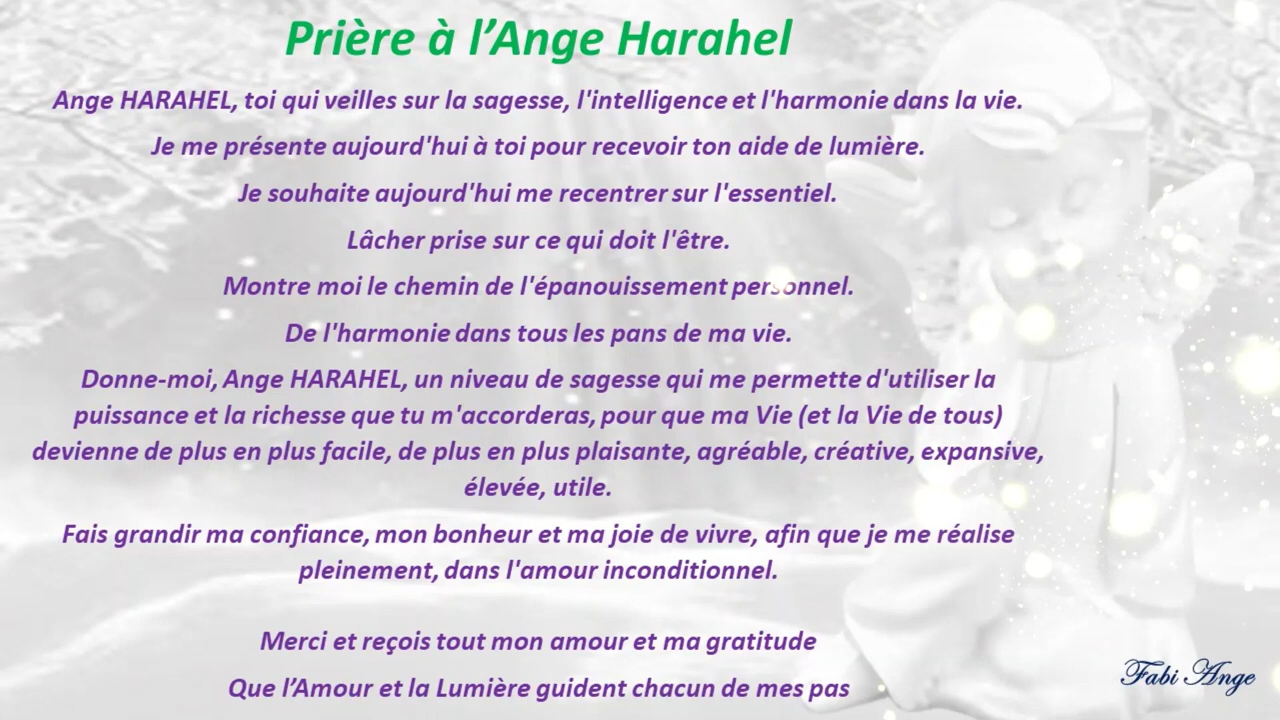 Prière à l’Ange Harahel
Ange HARAHEL, toi qui veilles sur la sagesse, l'intelligence et l'harmonie dans la vie.
Je me présente aujourd'hui à toi pour recevoir ton aide de lumière.
Je souhaite aujourd'hui me recentrer sur l'essentiel.
Lâcher prise sur ce qui doit l'être.
Montre moi le chemin de l'épanouissement personnel.
De l'harmonie dans tous les pans de ma vie.
Donne-moi, Ange HARAHEL, un niveau de sagesse qui me permette d'utiliser la
puissance et la richesse que tu m'accorderas, pour que ma Vie (et la Vie de tous)
devienne de plus en plus facile, de plus en plus plaisante, agréable, créative, expansive,
élevée, utile.
Fais grandir ma confiance, mon bonheur et ma joie de vivre, afin que je me réalise
pleinement, dans l'amour inconditionnel.
Merci et reçois tout mon amour et ma gratitude
Que l’Amour et la Lumière guident chacun de mes pas
Fabi Ange